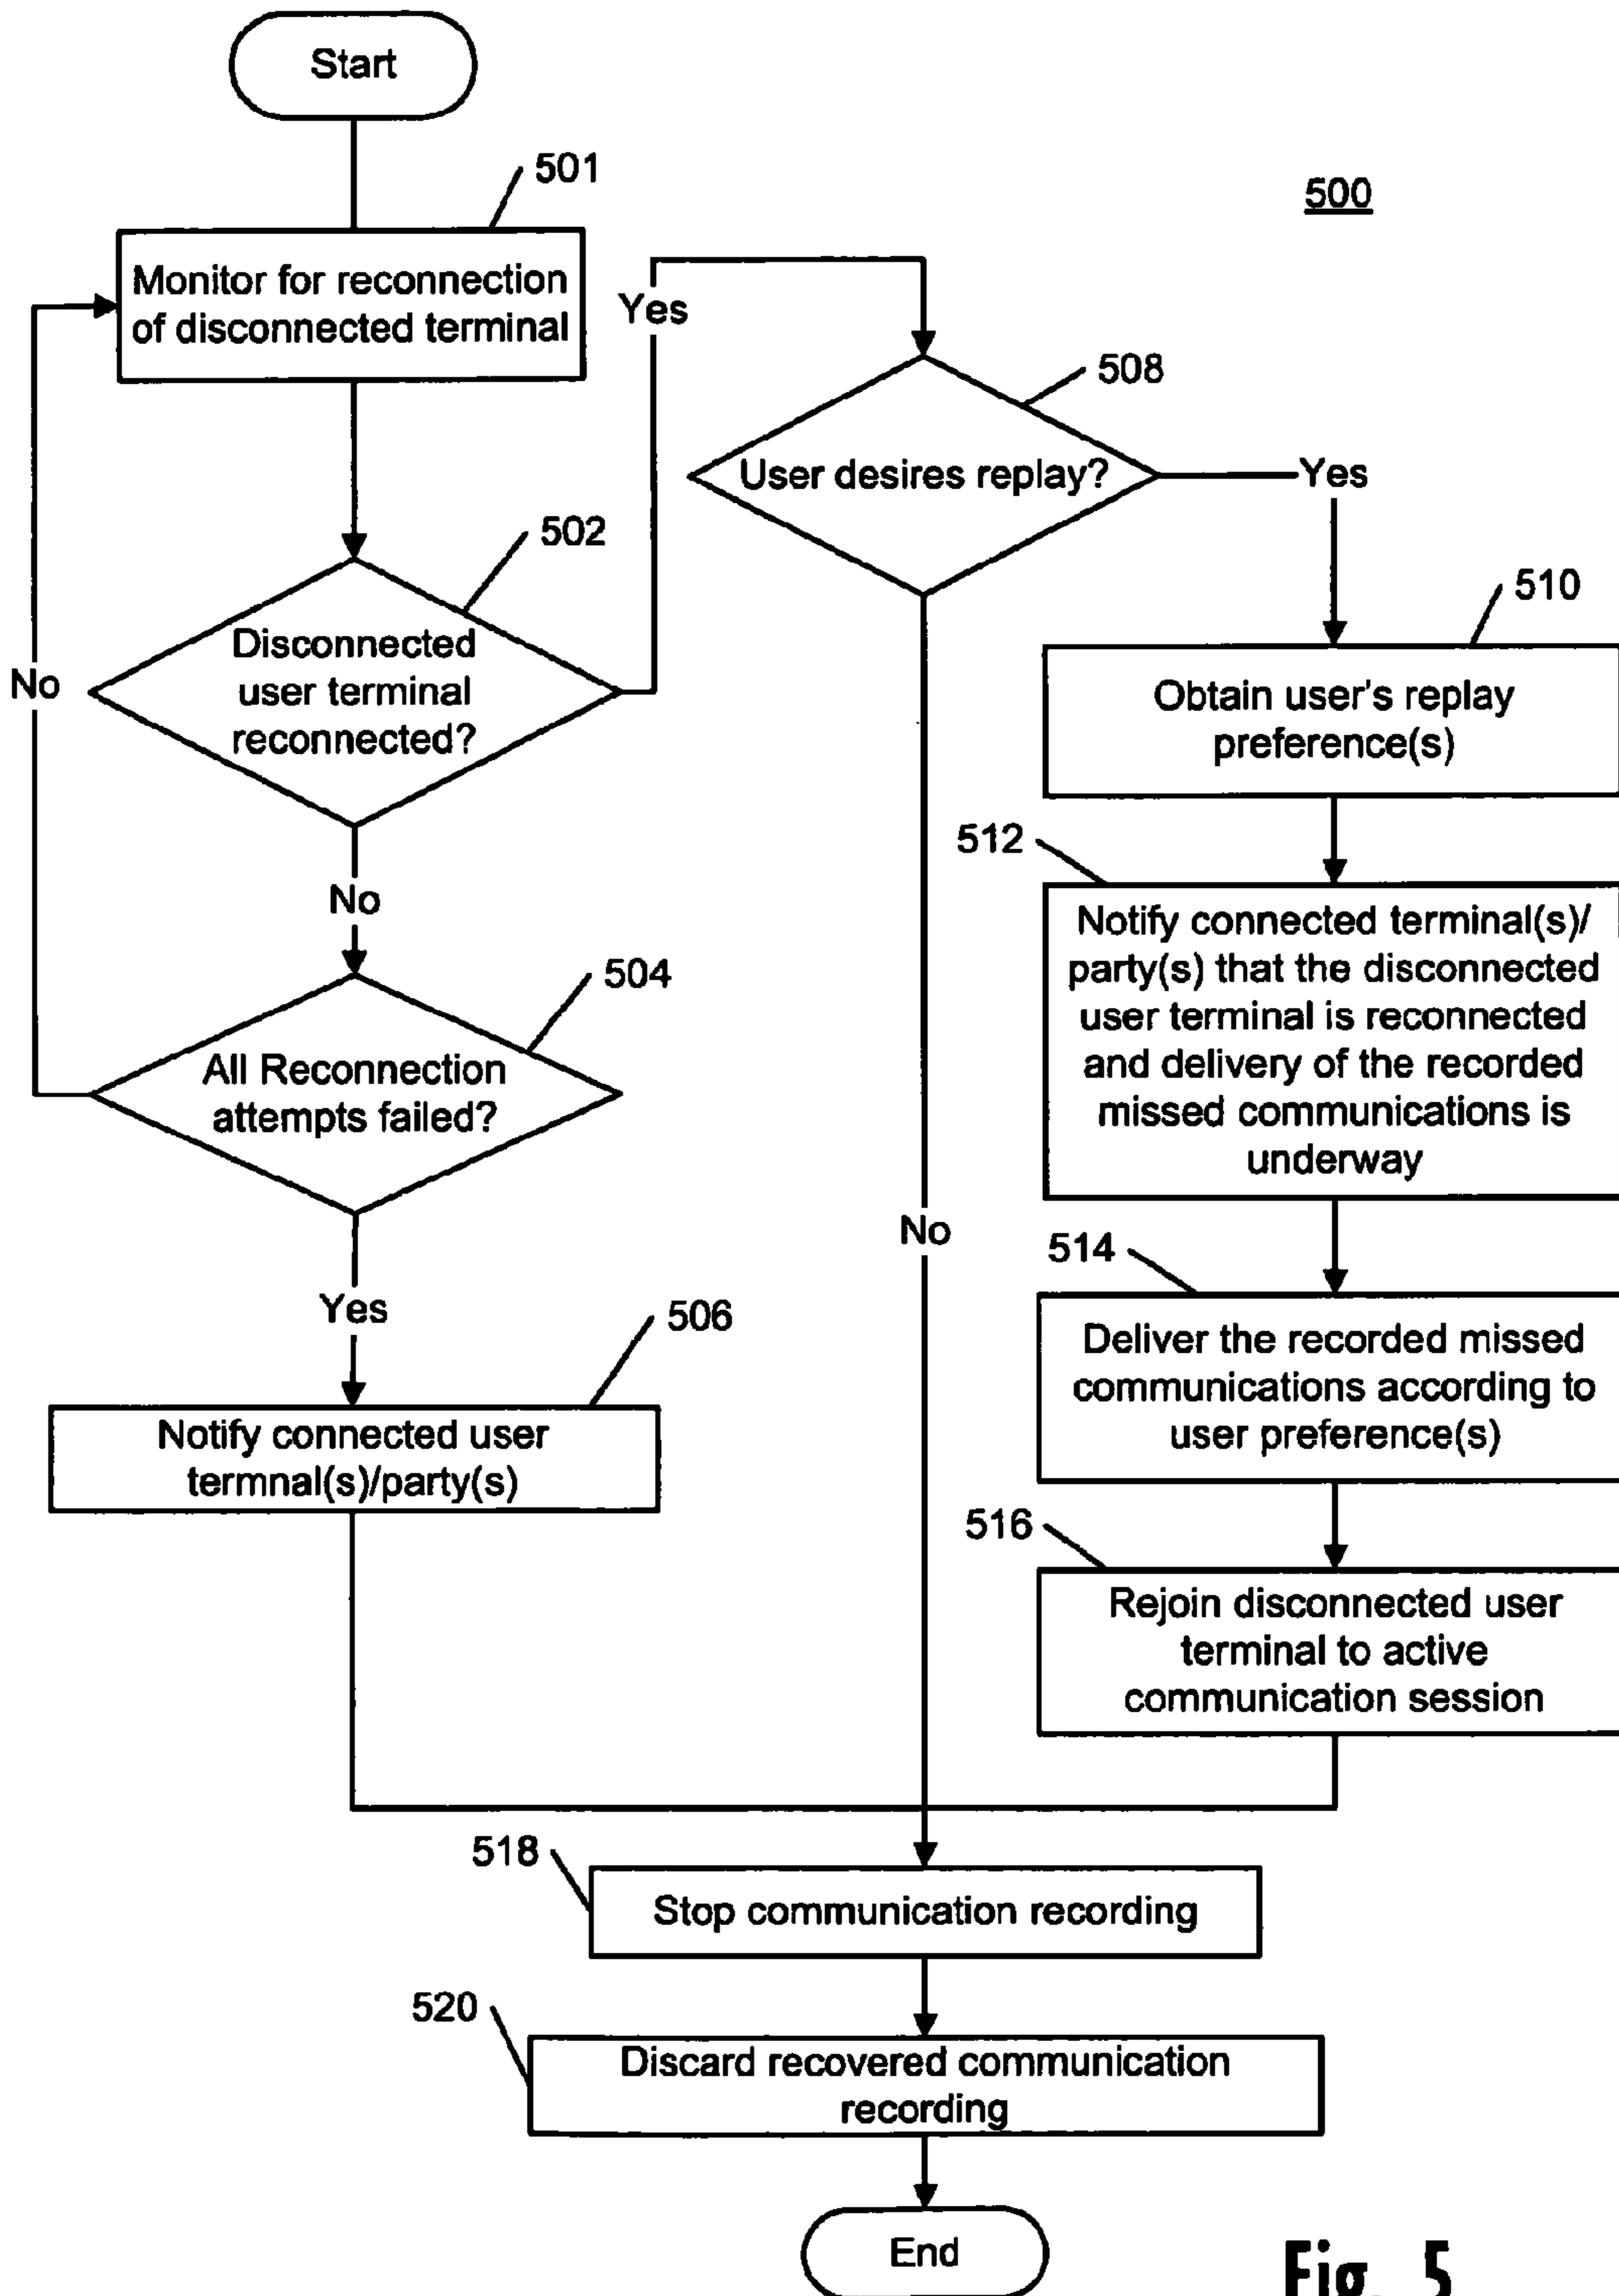 Start
501
500
Monitor for reconnection
of disconnected terminal
Yes
508
User desires replay?
Yes
502
Disconnected
user terminal
reconnected?
No
510
Obtain user's replay
preference(s)
No
512
Notify connected terminal(s)/
party(s) that the disconnected
user terminal is reconnected
and delivery of the recorded
missed communications is
underway
504
All Reconnection
attempts failed?
No
514
Yes
506
Deliver the recorded missed
communications according to
user preference(s)
Notify connected user
termnal(s)/party(s)
516
Rejoin disconnected user
terminal to active
communication session
518
Stop communication recording
520
Discard recovered communication
recording
End
Fig. 5